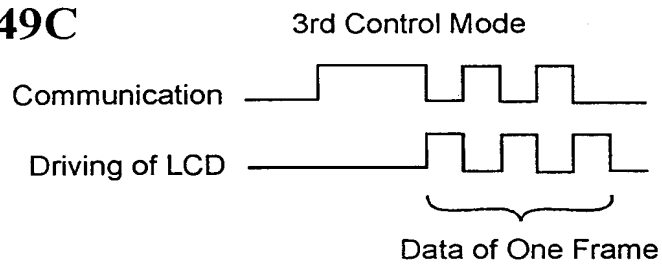 49C
3rd Control Mode
Communication
Driving of LCD
Data of One Frame